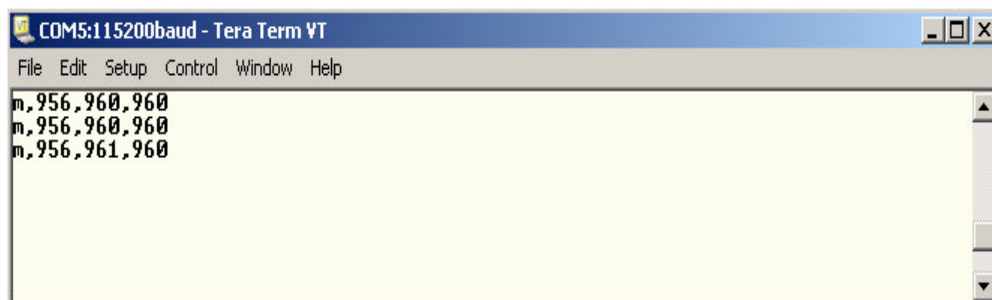 COM5:115200baud - Tera Term VT
File Edit Setup Control Window Help
m,956,960,960
m,956,960,960
m,956,961,960